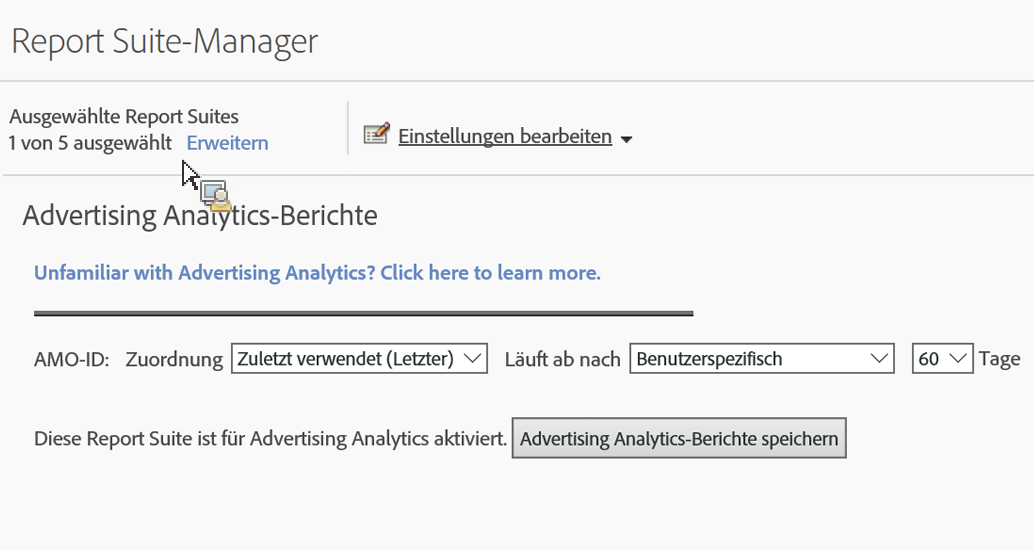 Report Suite-Manager
Ausgewählte Report Suites
1 von 5 ausgewählt Erweitern
Einstellungen bearbeiten
Advertising Analytics-Berichte
Unfamiliar with Advertising Analytics? Click here to learn more.
AMO-ID: Zuordnung Zuletzt verwendet (Letzter) Läuft ab nach Benutzerspezifisch 60 Tage
Diese Report Suite ist für Advertising Analytics aktiviert. Advertising Analytics-Berichte speichern